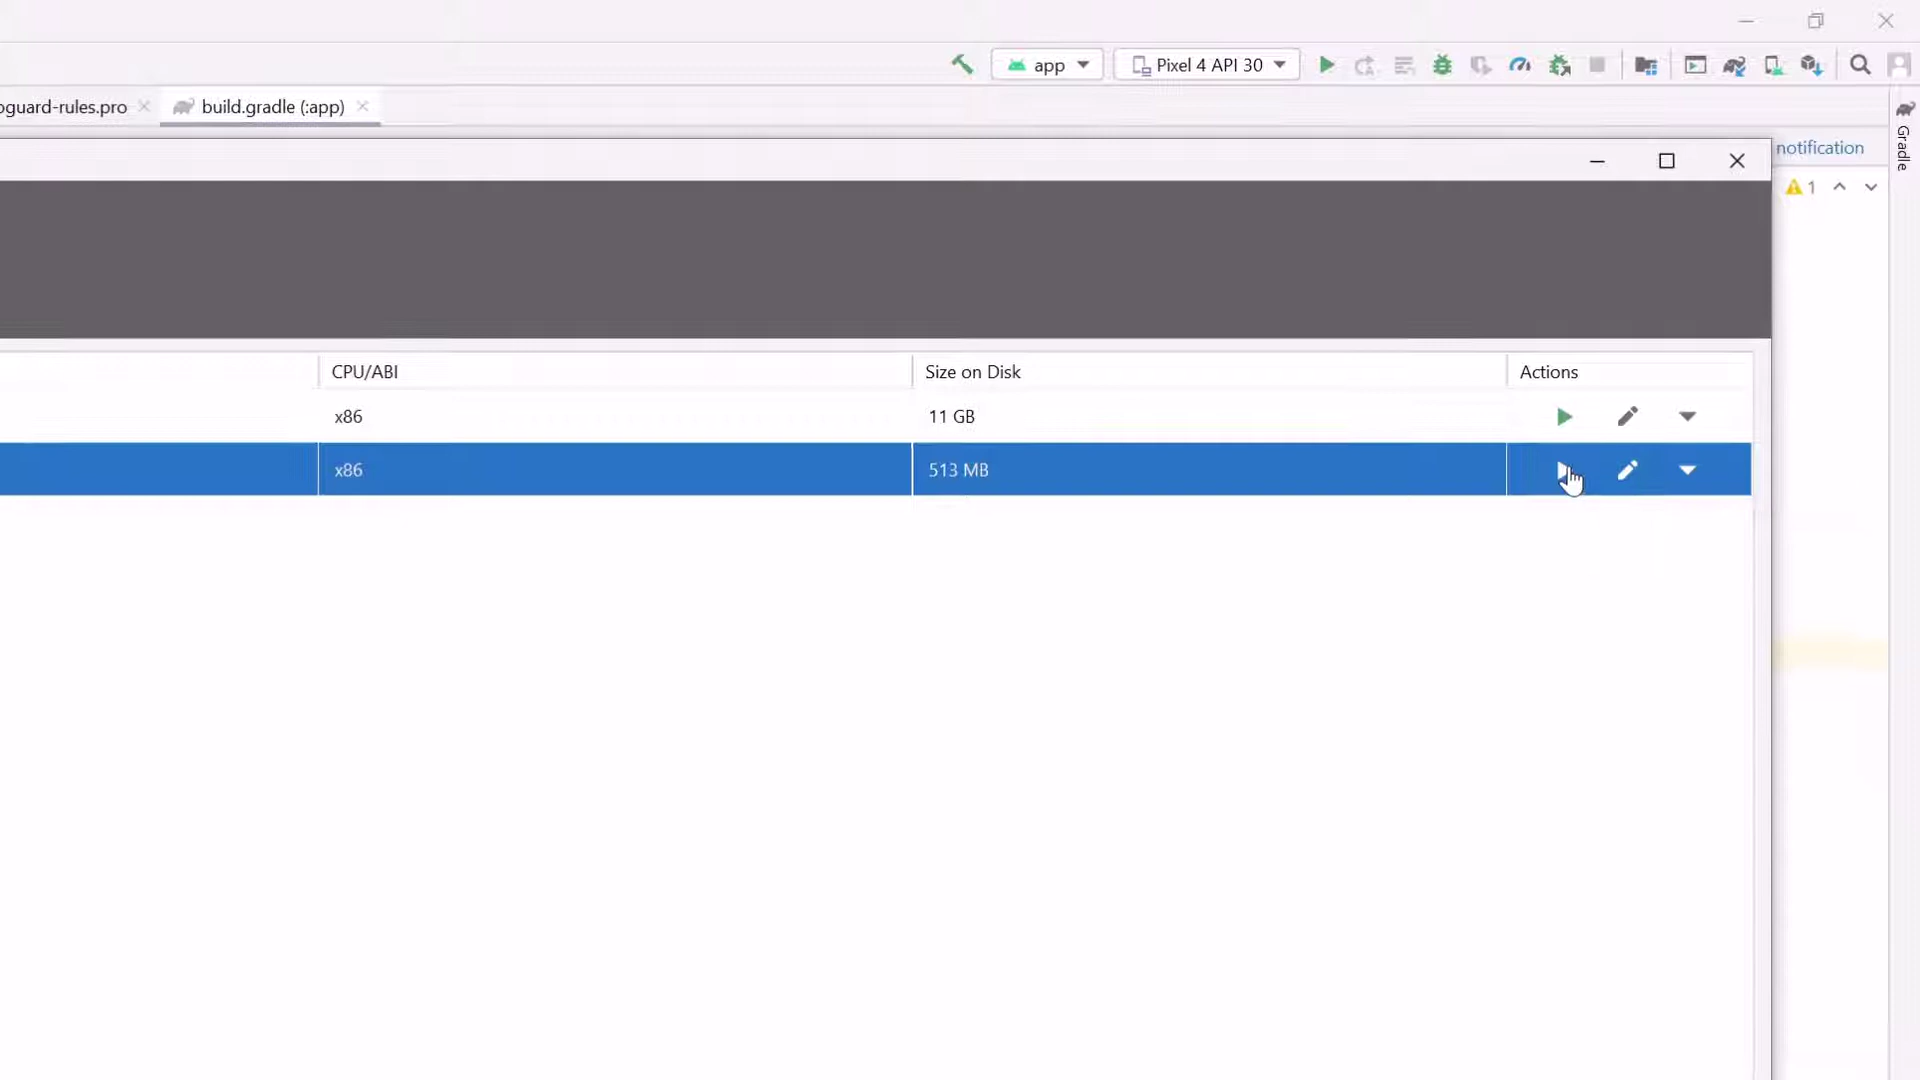 app
Pixel 4 API 30
oguard-rules.pro
build.gradle (:app)
notification
Gradle
1
CPU/ABI Size on Disk Actions
x86 11 GB
x86 513 MB